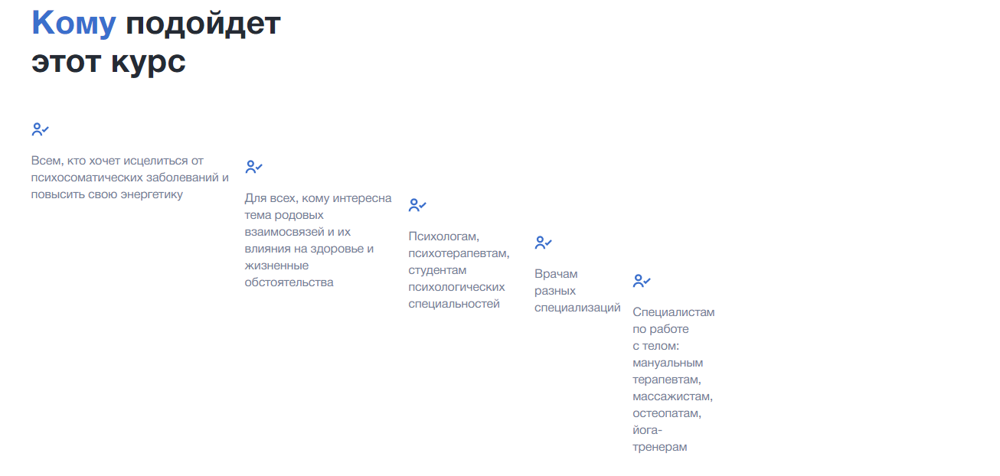 Кому подойдет
этот курс
Всем, кто хочет исцелиться от
психосоматических заболеваний и
повысить свою энергетику
Для всех, кому интересна
тема родовых
взаимосвязей и их
влияния на здоровье и
жизненные
обстоятельства
Психологам,
психотерапевтам,
студентам
психологических
специальностей
Врачам
разных
специализаций
Специалистам
по работе
с телом:
мануальным
терапевтам,
массажистам,
остеопатам,
йога-
тренерам